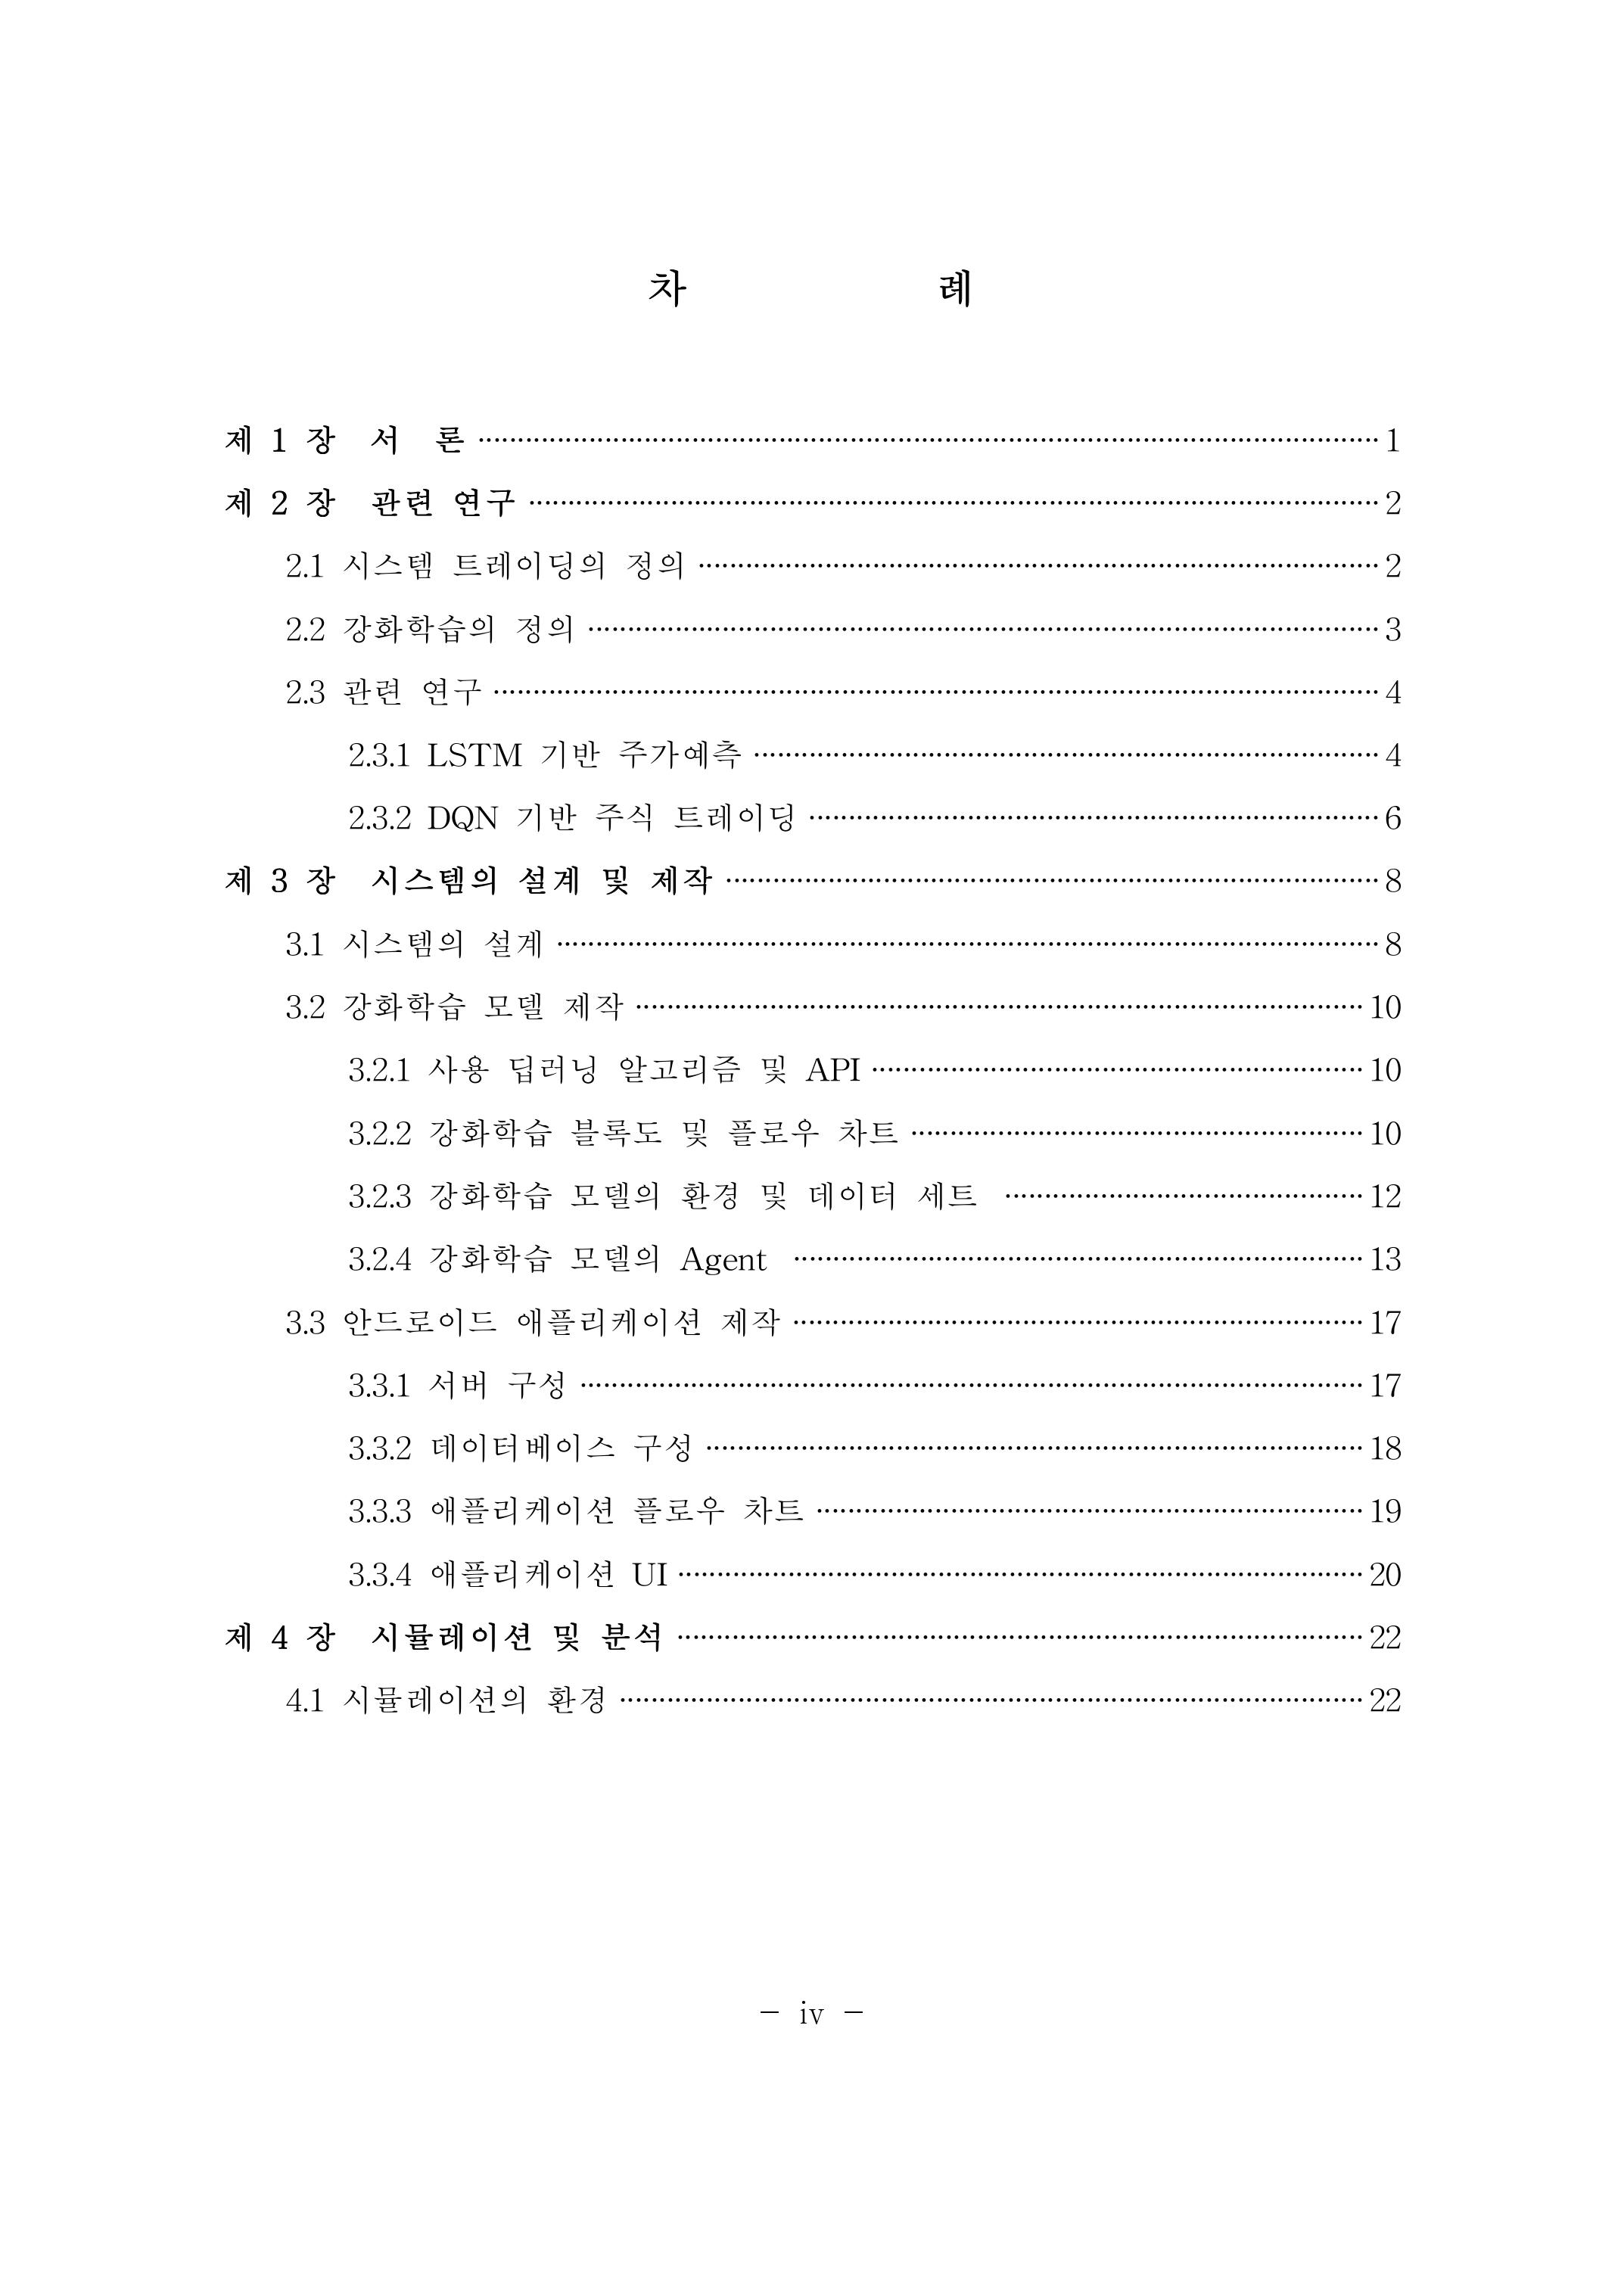 차 례
제 1 장 서 론 ··· 1
제 2 장 관련 연구 ··· 2
2.1 시스템 트레이딩의 정의 ··· 2
2.2 강화학습의 정의 ··· 3
2.3 관련 연구 ··· 4
2.3.1 LSTM 기반 주가예측 ··· 4
2.3.2 DQN 기반 주식 트레이딩 ··· 6
제 3 장 시스템의 설계 및 제작 ··· 8
3.1 시스템의 설계 ··· 8
3.2 강화학습 모델 제작 ··· 10
3.2.1 사용 딥러닝 알고리즘 및 API ··· 10
3.2.2 강화학습 블록도 및 플로우 차트 ··· 10
3.2.3 강화학습 모델의 환경 및 데이터 세트 ··· 12
3.2.4 강화학습 모델의 Agent ··· 13
3.3 안드로이드 애플리케이션 제작 ··· 17
3.3.1 서버 구성 ··· 17
3.3.2 데이터베이스 구성 ··· 18
3.3.3 애플리케이션 플로우 차트 ··· 19
3.3.4 애플리케이션 UI ··· 20
제 4 장 시뮬레이션 및 분석 ··· 22
4.1 시뮬레이션의 환경 ··· 22
- iv -